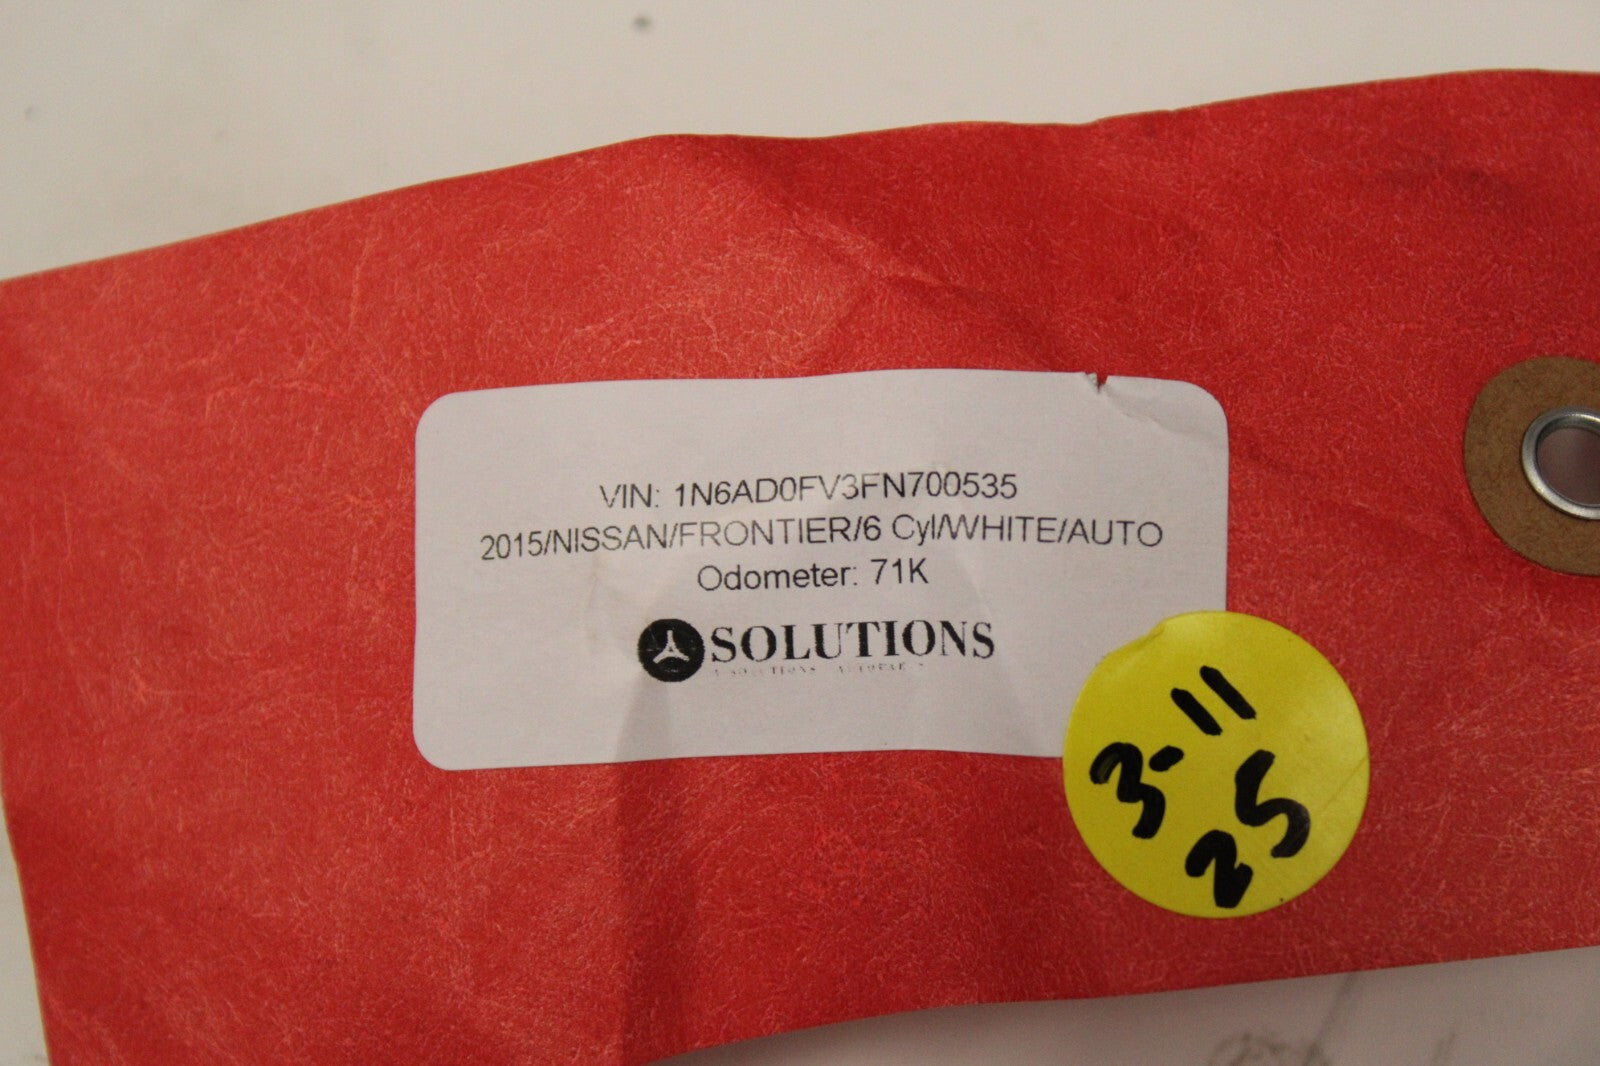 VIN: 1N6AD0FV3FN700535
2015/NISSAN/FRONTIER/6 Cyl/WHITE/AUTO
Odometer: 71K
SOLUTIONS
3-11
25